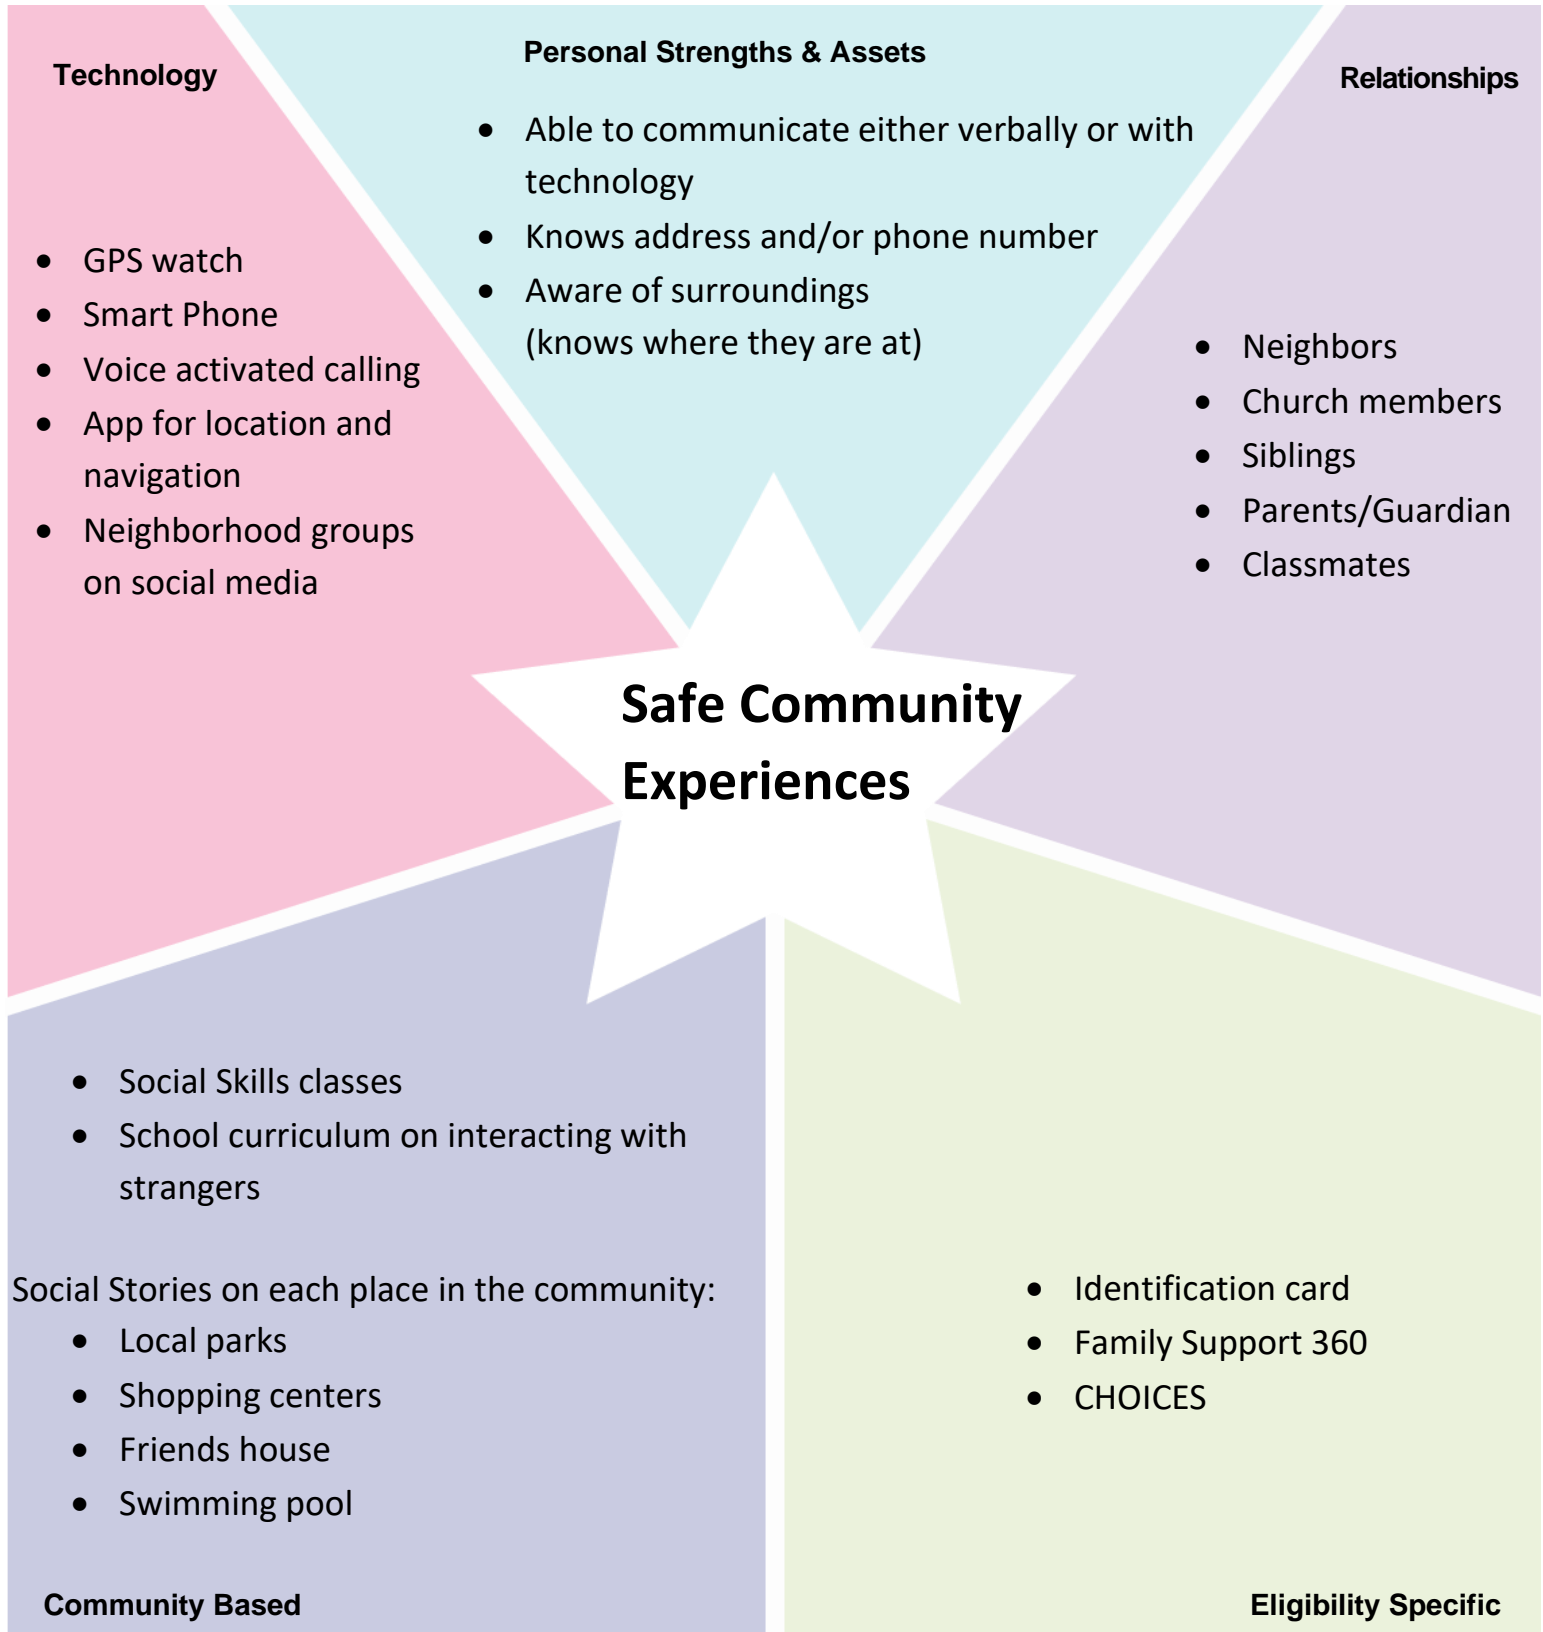 Technology
• GPS watch
• Smart Phone
• Voice activated calling
• App for location and
navigation
• Neighborhood groups
on social media
Personal Strengths & Assets
• Able to communicate either verbally or with
technology
• Knows address and/or phone number
• Aware of surroundings
(knows where they are at)
Relationships
• Neighbors
• Church members
• Siblings
• Parents/Guardian
• Classmates
Safe Community
Experiences
• Social Skills classes
• School curriculum on interacting with
strangers
Social Stories on each place in the community:
• Local parks
• Shopping centers
• Friends house
• Swimming pool
Community Based
• Identification card
• Family Support 360
• CHOICES
Eligibility Specific